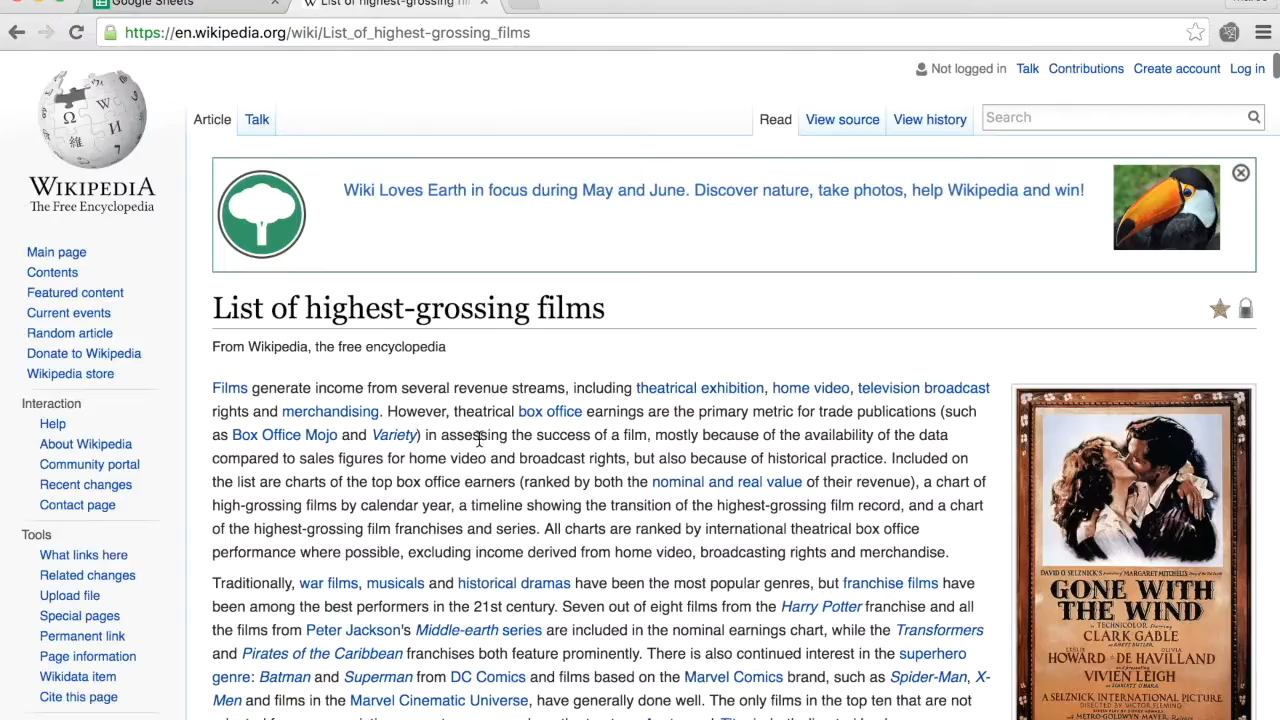 Google Sheets
List of highest-grossing fil
https://en.wikipedia.org/wiki/List_of_highest-grossing_films
Not logged in Talk Contributions Create account Log in
Article Talk Read View source View history Search
WIKIPEDIA
The Free Encyclopedia
Wiki Loves Earth in focus during May and June. Discover nature, take photos, help Wikipedia and win!
Main page
Contents
Featured content
Current events
Random article
Donate to Wikipedia
Wikipedia store
Interaction
Help
About Wikipedia
Community portal
Recent changes
Contact page
Tools
What links here
Related changes
Upload file
Special pages
Permanent link
Page information
Wikidata item
Cite this page
List of highest-grossing films
From Wikipedia, the free encyclopedia
Films generate income from several revenue streams, including theatrical exhibition, home video, television broadcast
rights and merchandising. However, theatrical box office earnings are the primary metric for trade publications (such
as Box Office Mojo and Variety) in assessing the success of a film, mostly because of the availability of the data
compared to sales figures for home video and broadcast rights, but also because of historical practice. Included on
the list are charts of the top box office earners (ranked by both the nominal and real value of their revenue), a chart of
high-grossing films by calendar year, a timeline showing the transition of the highest-grossing film record, and a chart
of the highest-grossing film franchises and series. All charts are ranked by international theatrical box office
performance where possible, excluding income derived from home video, broadcasting rights and merchandise.
Traditionally, war films, musicals and historical dramas have been the most popular genres, but franchise films have
been among the best performers in the 21st century. Seven out of eight films from the Harry Potter franchise and all
the films from Peter Jackson's Middle-earth series are included in the nominal earnings chart, while the Transformers
and Pirates of the Caribbean franchises both feature prominently. There is also continued interest in the superhero
genre: Batman and Superman from DC Comics and films based on the Marvel Comics brand, such as Spider-Man, X-
Men and films in the Marvel Cinematic Universe, have generally done well. The only films in the top ten that are not
DAVID O. SELZNICK'S PRODUCTION OF MARGARET MITCHELL'S
GONE WITH
THE WIND
IN TECHNICOLOR STARRING
CLARK GABLE
LESLIE HOWARD OLIVIA DE HAVILLAND
VIVIEN LEIGH
A SELZNICK INTERNATIONAL PICTURE